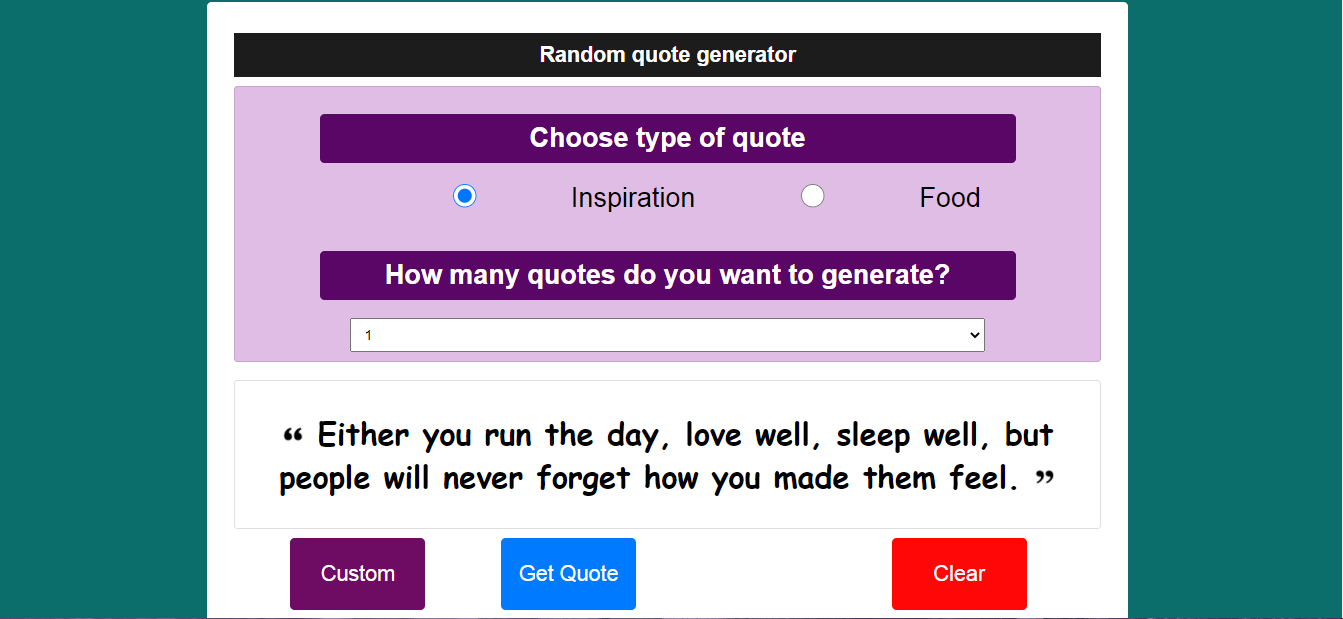 Random quote generator
Choose type of quote
Inspiration Food
How many quotes do you want to generate?
1
“ Either you run the day, love well, sleep well, but
people will never forget how you made them feel. ”
Custom Get Quote Clear